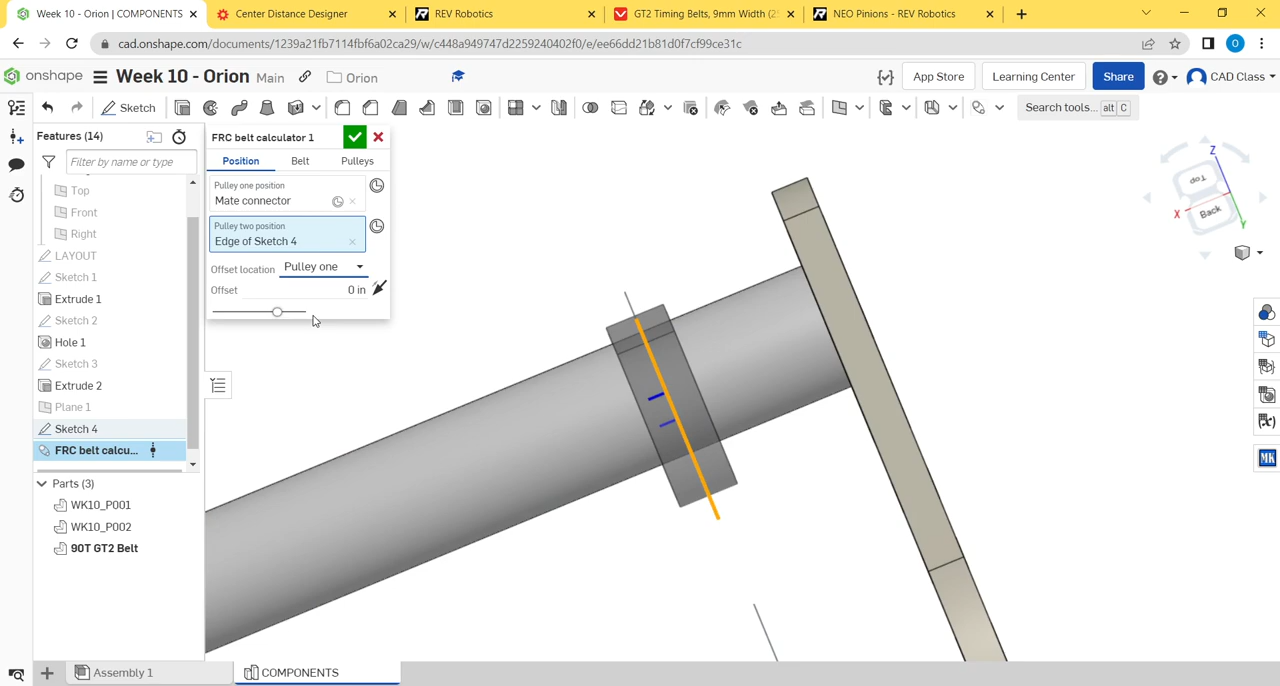 Week 10 - Orion | COMPONENTS
Center Distance Designer
REV Robotics
GT2 Timing Belts, 9mm Width (2
NEO Pinions - REV Robotics
cad.onshape.com/documents/1239a21fb7114fbf6a02ca29/w/c448a949747d259240402f0/e/ee66dd21b81d0f7cf99ce31c
O
onshape
Week 10 - Orion
Main
Orion
App Store
Learning Center
Share
CAD Class
Sketch
Search tools... alt C
Features (14)
Filter by name or type
Top
Front
Right
LAYOUT
Sketch 1
Extrude 1
Sketch 2
Hole 1
Sketch 3
Extrude 2
Plane 1
Sketch 4
FRC belt calcu...
Parts (3)
WK10_P001
WK10_P002
90T GT2 Belt
FRC belt calculator 1
Position
Belt
Pulleys
Pulley one position
Mate connector
Pulley two position
Edge of Sketch 4
Offset location
Pulley one
Offset
0 in
Z
Top
X
Back
Y
MK
Assembly 1
COMPONENTS